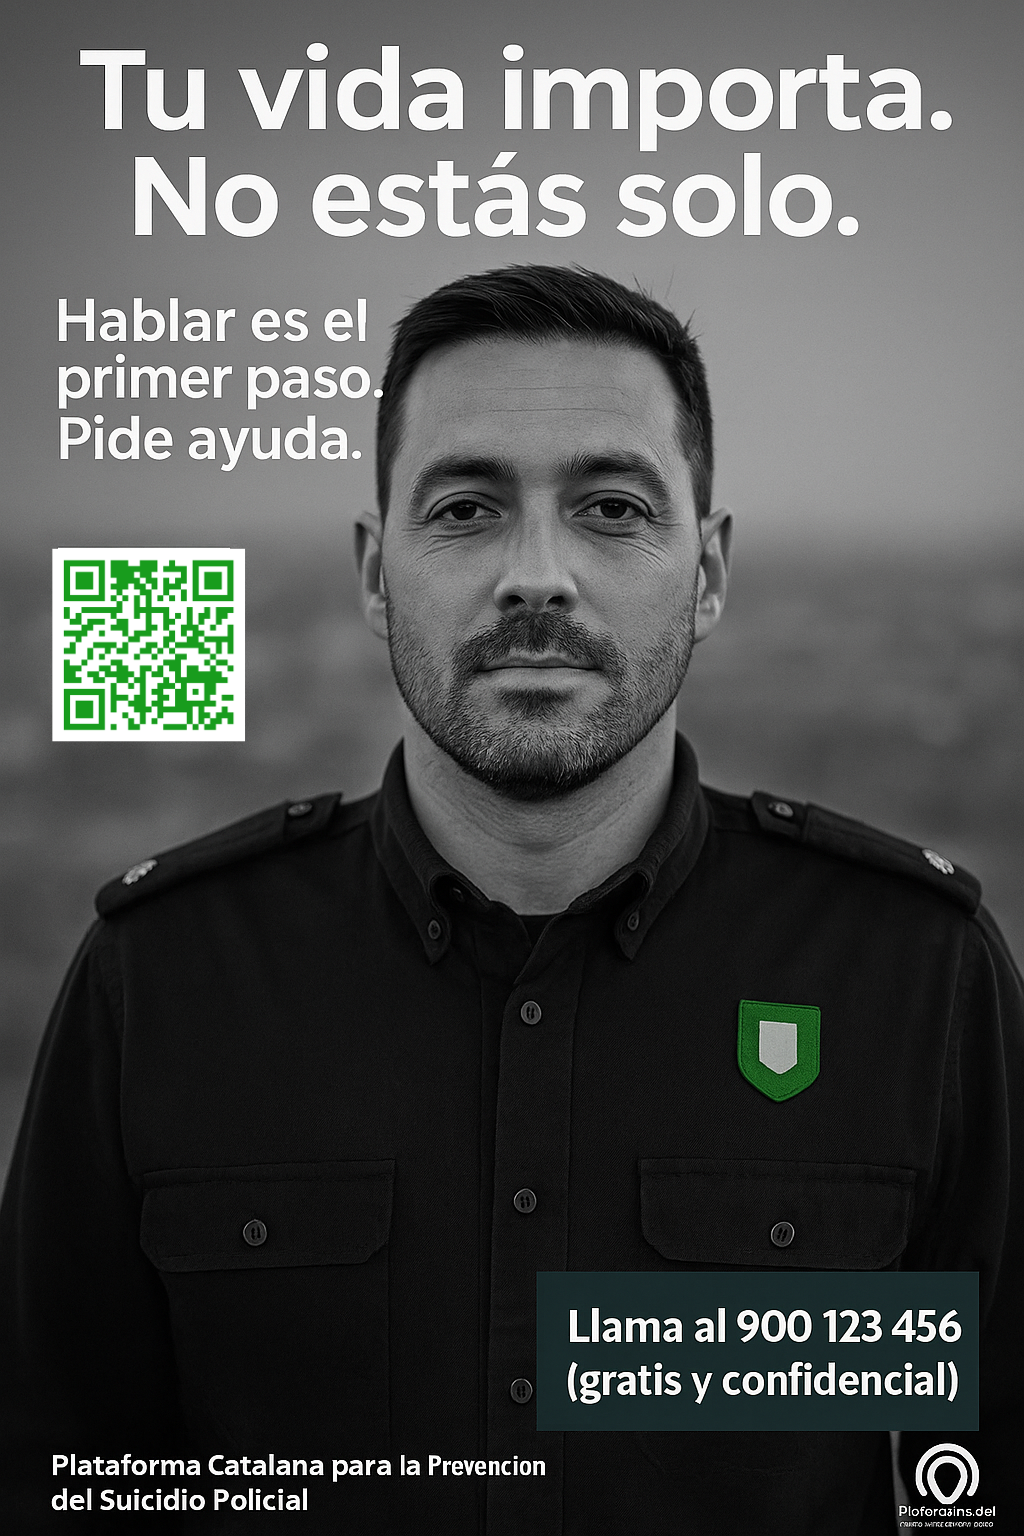 Tu vida importa.
No estás solo.
Hablar es el
primer paso.
Pide ayuda.
Llama al 900 123 456
(gratis y confidencial)
Plataforma Catalana para la Prevencion
del Suicidio Policial